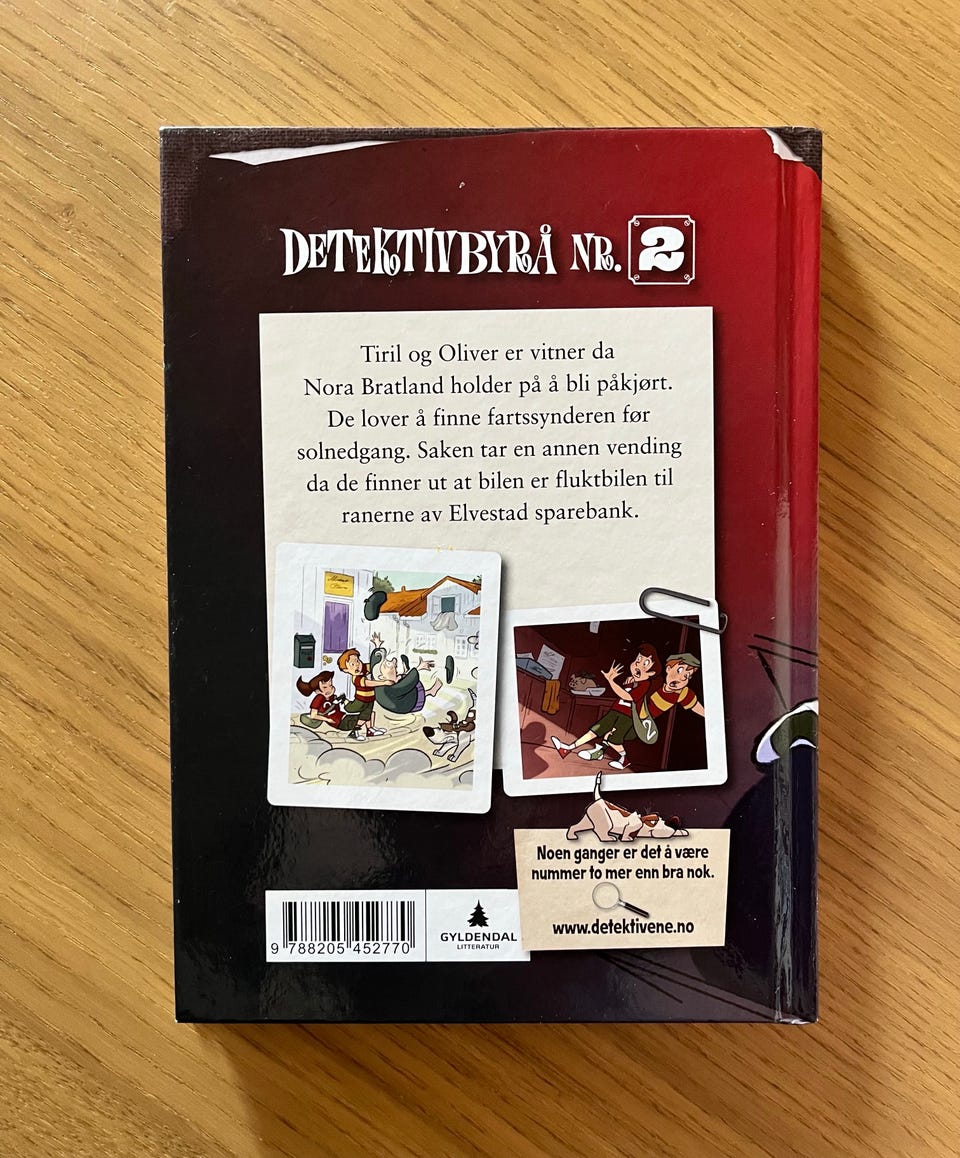 DETEKTIVBYRÅ NR. 2
Tiril og Oliver er vitner da
Nora Bratland holder på å bli påkjørt.
De lover å finne fartssynderen før
solnedgang. Saken tar en annen vending
da de finner ut at bilen er fluktbilen til
ranerne av Elvestad sparebank.
2
Noen ganger er det å være
nummer to mer enn bra nok.
www.detektivene.no
9 788205 452770
GYLDENDAL
LITTERATUR